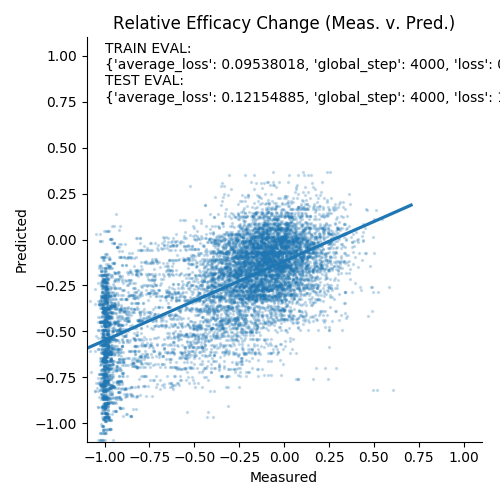 Relative Efficacy Change (Meas. v. Pred.)
TRAIN EVAL:
{'average_loss': 0.09538018, 'global_step': 4000, 'loss':
TEST EVAL:
{'average_loss': 0.12154885, 'global_step': 4000, 'loss':
1.00
0.75
0.50
0.25
0.00
−0.25
−0.50
−0.75
−1.00
Predicted
−1.00 −0.75 −0.50 −0.25 0.00 0.25 0.50 0.75 1.00
Measured